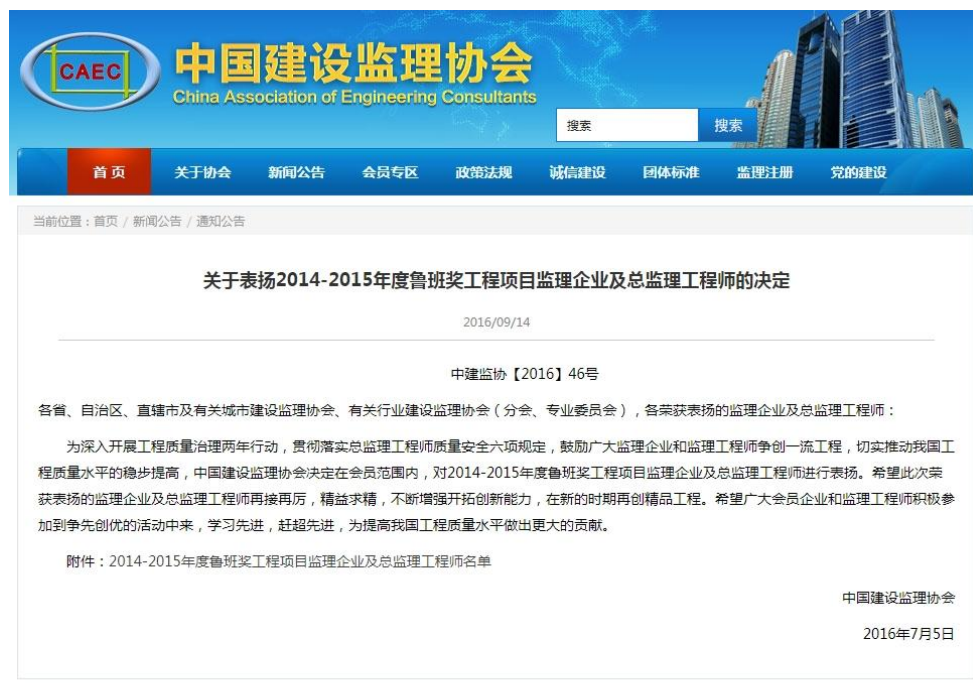 CAEC
中国建设监理协会
China Association of Engineering Consultants
搜索 搜索
首页 关于协会 新闻公告 会员专区 政策法规 诚信建设 团体标准 监理注册 党的建设
当前位置：首页 / 新闻公告 / 通知公告
关于表扬2014-2015年度鲁班奖工程项目监理企业及总监理工程师的决定
2016/09/14
中建监协【2016】46号
各省、自治区、直辖市及有关城市建设监理协会、有关行业建设监理协会（分会、专业委员会），各荣获表扬的监理企业及总监理工程师：
为深入开展工程质量治理两年行动，贯彻落实总监理工程师质量安全六项规定，鼓励广大监理企业和监理工程师争创一流工程，切实推动我国工
程质量水平的稳步提高，中国建设监理协会决定在会员范围内，对2014-2015年度鲁班奖工程项目监理企业及总监理工程师进行表扬。希望此次荣
获表扬的监理企业及总监理工程师再接再厉，精益求精，不断增强开拓创新能力，在新的时期再创精品工程。希望广大会员企业和监理工程师积极参
加到争先创优的活动中来，学习先进，赶超先进，为提高我国工程质量水平做出更大的贡献。
附件：2014-2015年度鲁班奖工程项目监理企业及总监理工程师名单
中国建设监理协会
2016年7月5日